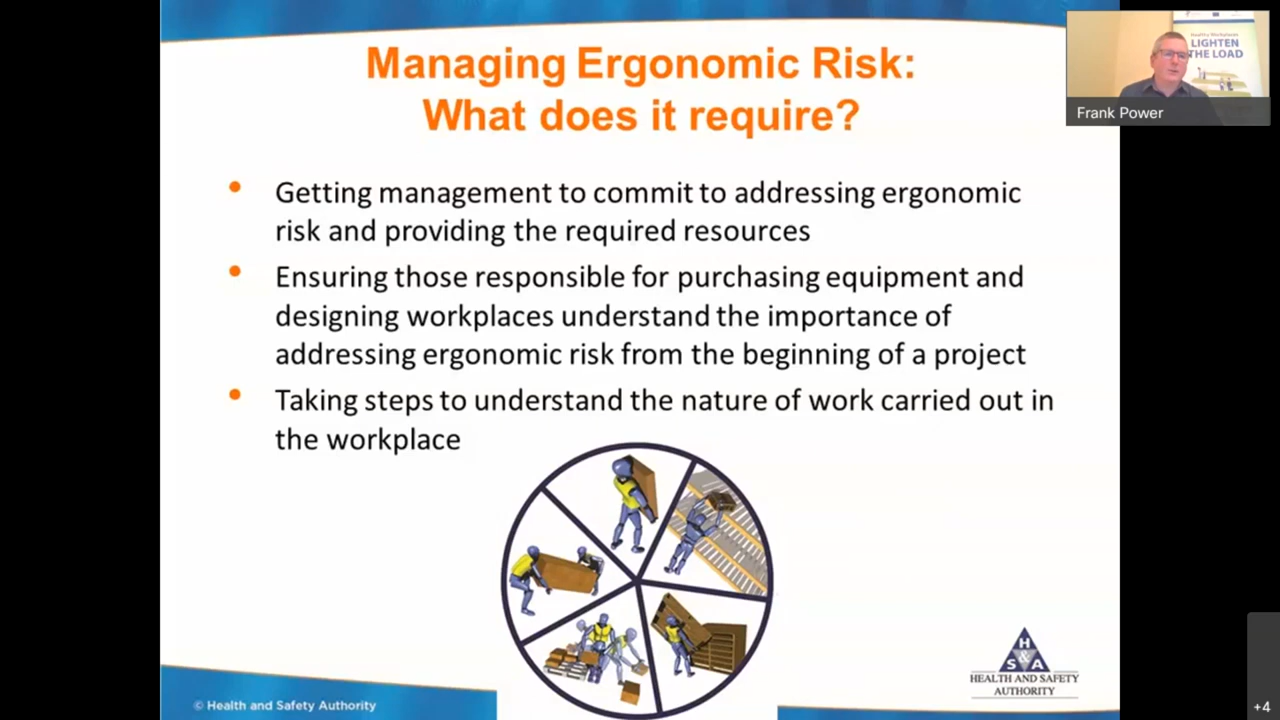 Managing Ergonomic Risk:
What does it require?
• Getting management to commit to addressing ergonomic
risk and providing the required resources
• Ensuring those responsible for purchasing equipment and
designing workplaces understand the importance of
addressing ergonomic risk from the beginning of a project
• Taking steps to understand the nature of work carried out in
the workplace
Healthy Workplaces
LIGHTEN
THE LOAD
Frank Power
H
&
S A
HEALTH AND SAFETY
AUTHORITY
© Health and Safety Authority
+4